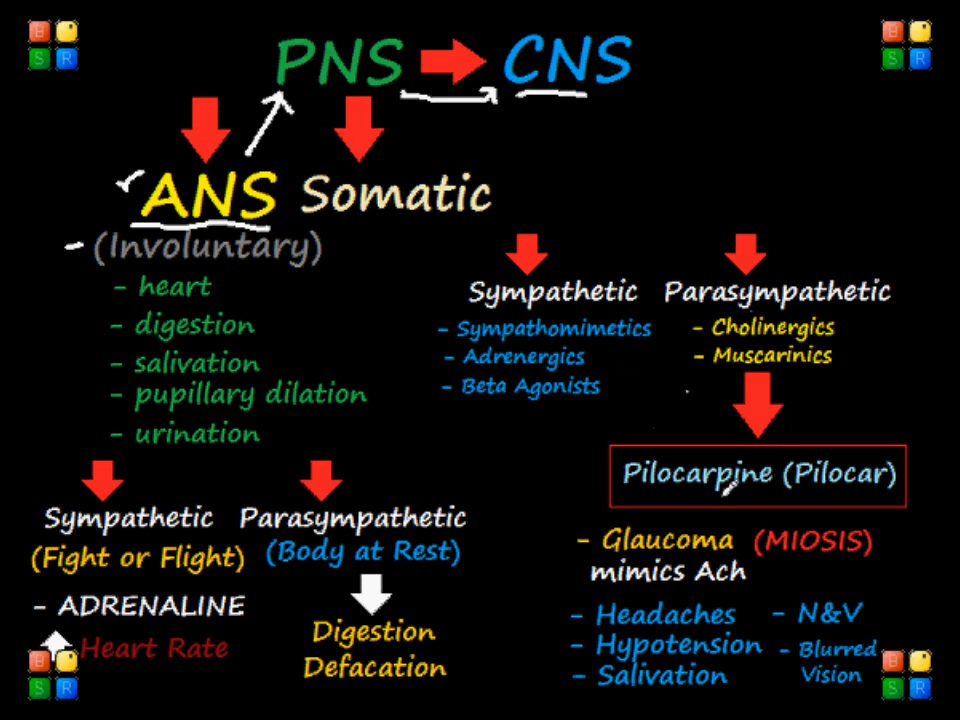 PNS CNS
ANS Somatic
(Involuntary)
- heart
- digestion
- salivation
- pupillary dilation
- urination
Sympathetic Parasympathetic
(Fight or Flight) (Body at Rest)
- ADRENALINE
Heart Rate
Digestion
Defacation
Sympathetic Parasympathetic
- Sympathomimetics
- Adrenergics
- Beta Agonists
- Cholinergics
- Muscarinics
Pilocarpine (Pilocar)
- Glaucoma (MIOSIS)
mimics Ach
- Headaches
- Hypotension
- Salivation
- N&V
- Blurred
Vision
B
S R
B
S R
B
S R
B
S R